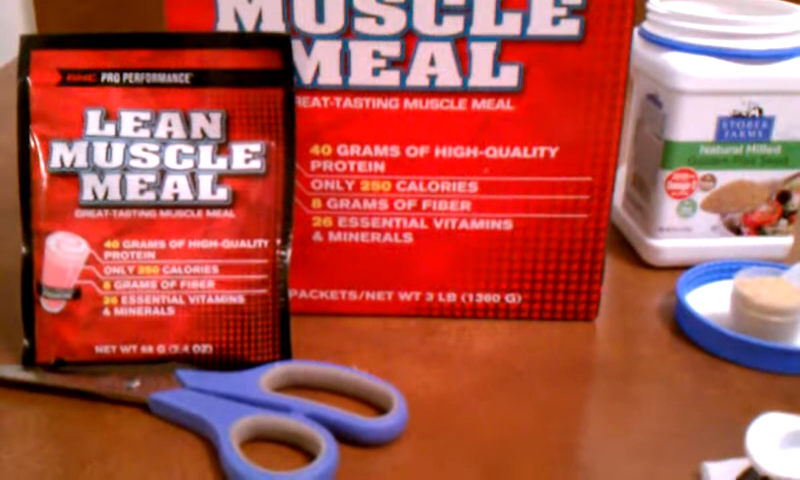 GNC PRO PERFORMANCE
LEAN
MUSCLE
MEAL
GREAT-TASTING MUSCLE MEAL
40 GRAMS OF HIGH-QUALITY
PROTEIN
ONLY 250 CALORIES
8 GRAMS OF FIBER
26 ESSENTIAL VITAMINS
& MINERALS
NET WT 68 G (2.4 OZ)
MUSCLE
MEAL
REAT-TASTING MUSCLE MEAL
40 GRAMS OF HIGH-QUALITY
PROTEIN
ONLY 250 CALORIES
8 GRAMS OF FIBER
26 ESSENTIAL VITAMINS
& MINERALS
PACKETS/NET WT 3 LB (1360 G)
FARMS
Natural Milled